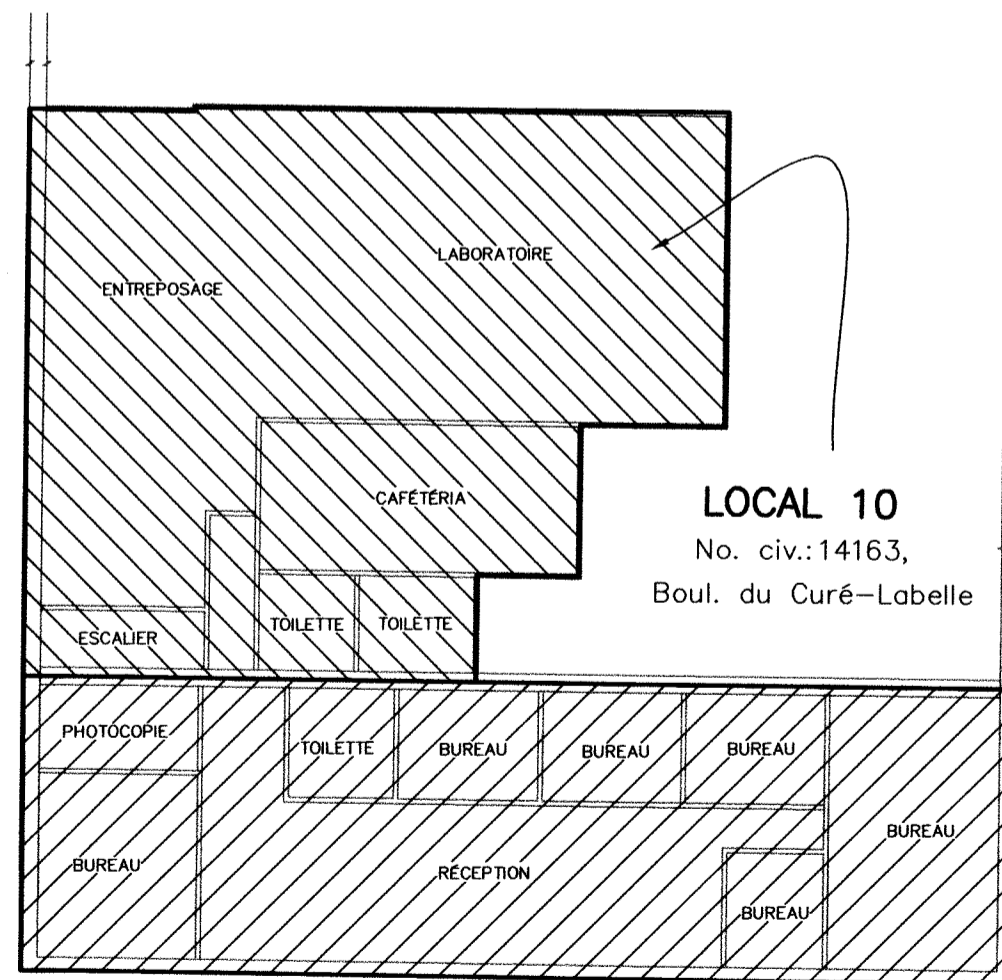 LABORATOIRE
ENTREPOSAGE
CAFÉTÉRIA
LOCAL 10
No. civ.: 14163,
Boul. du Curé-Labelle
TOILETTE
TOILETTE
ESCALIER
PHOTOCOPIE
TOILETTE
BUREAU
BUREAU
BUREAU
BUREAU
BUREAU
RÉCEPTION
BUREAU